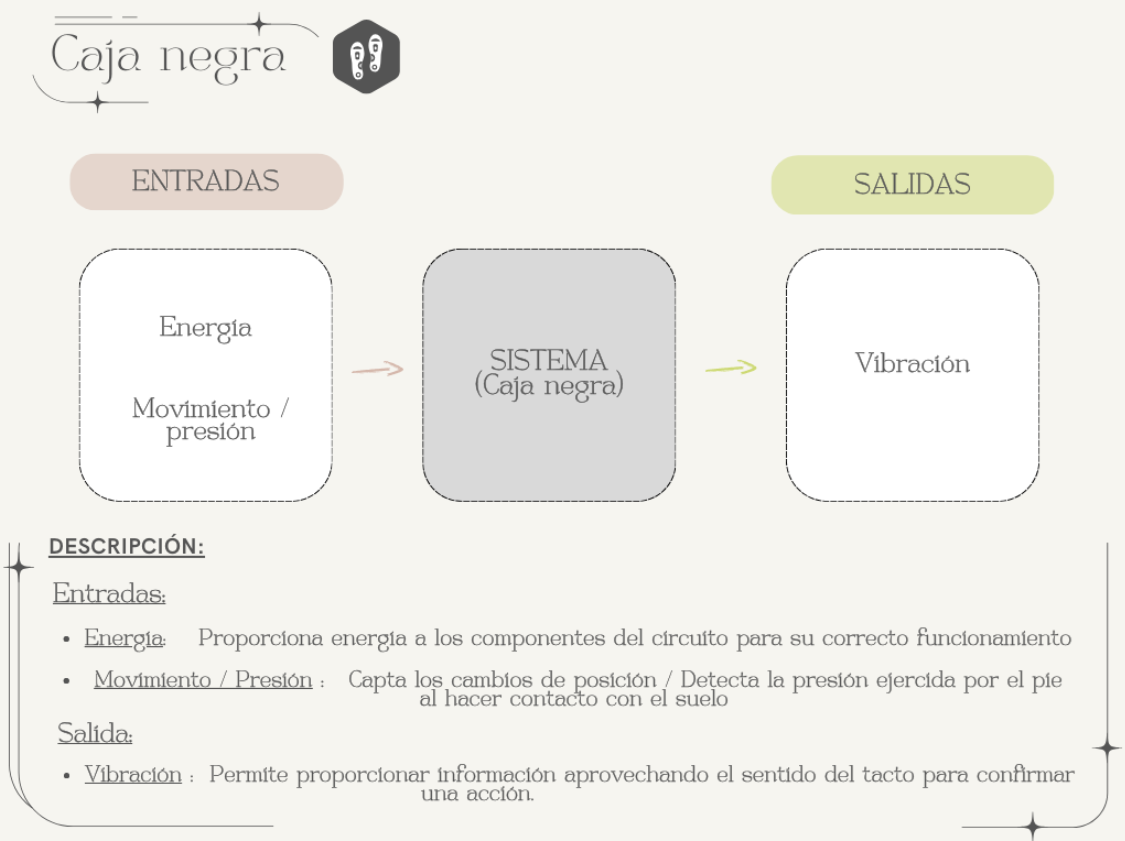 Caja negra
ENTRADAS
SALIDAS
Energía
Movimiento /
presión
SISTEMA
(Caja negra)
Vibración
DESCRIPCIÓN:
Entradas:
• Energía: Proporciona energía a los componentes del circuito para su correcto funcionamiento
• Movimiento / Presión : Capta los cambios de posición / Detecta la presión ejercida por el pie
al hacer contacto con el suelo
Salida:
• Vibración : Permite proporcionar información aprovechando el sentido del tacto para confirmar
una acción.